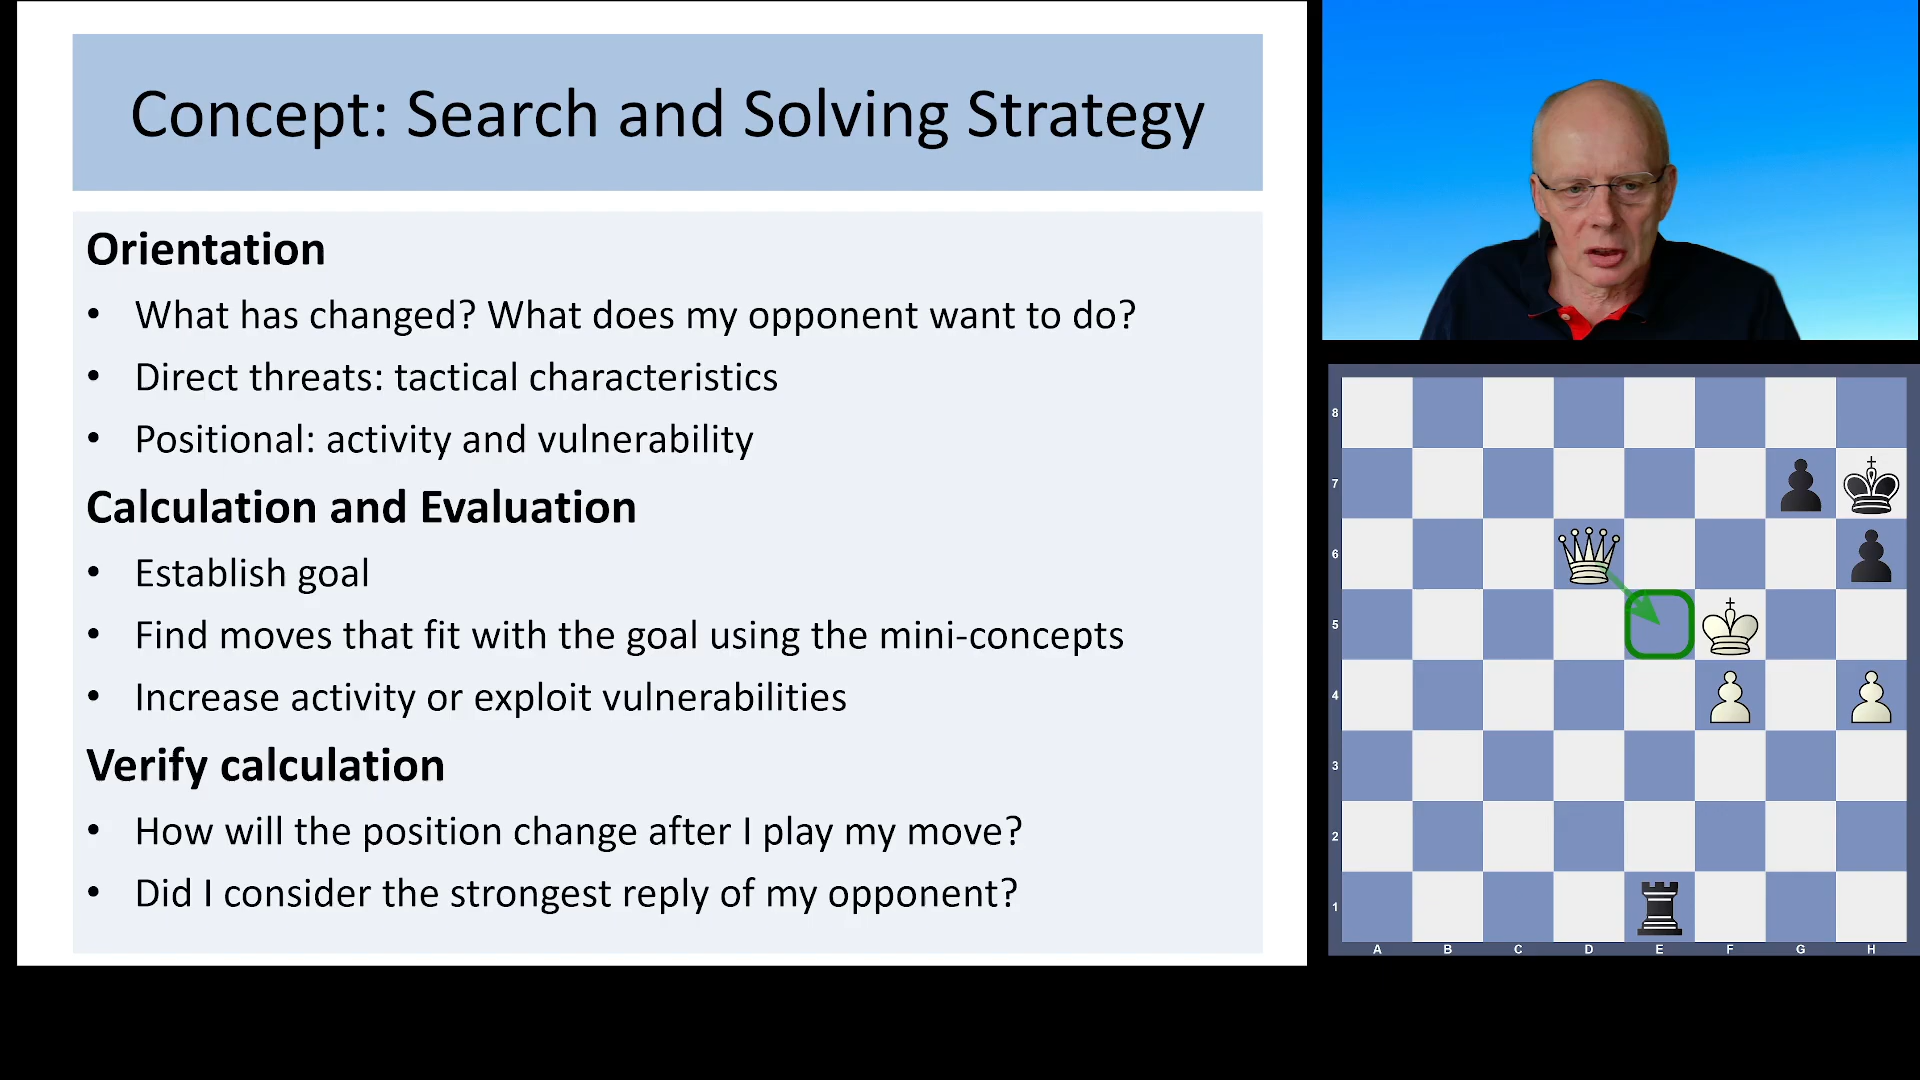 Concept: Search and Solving Strategy
Orientation
• What has changed? What does my opponent want to do?
• Direct threats: tactical characteristics
• Positional: activity and vulnerability
Calculation and Evaluation
• Establish goal
• Find moves that fit with the goal using the mini-concepts
• Increase activity or exploit vulnerabilities
Verify calculation
• How will the position change after I play my move?
• Did I consider the strongest reply of my opponent?
8
7
6
5
4
3
2
1
A B C D E F G H